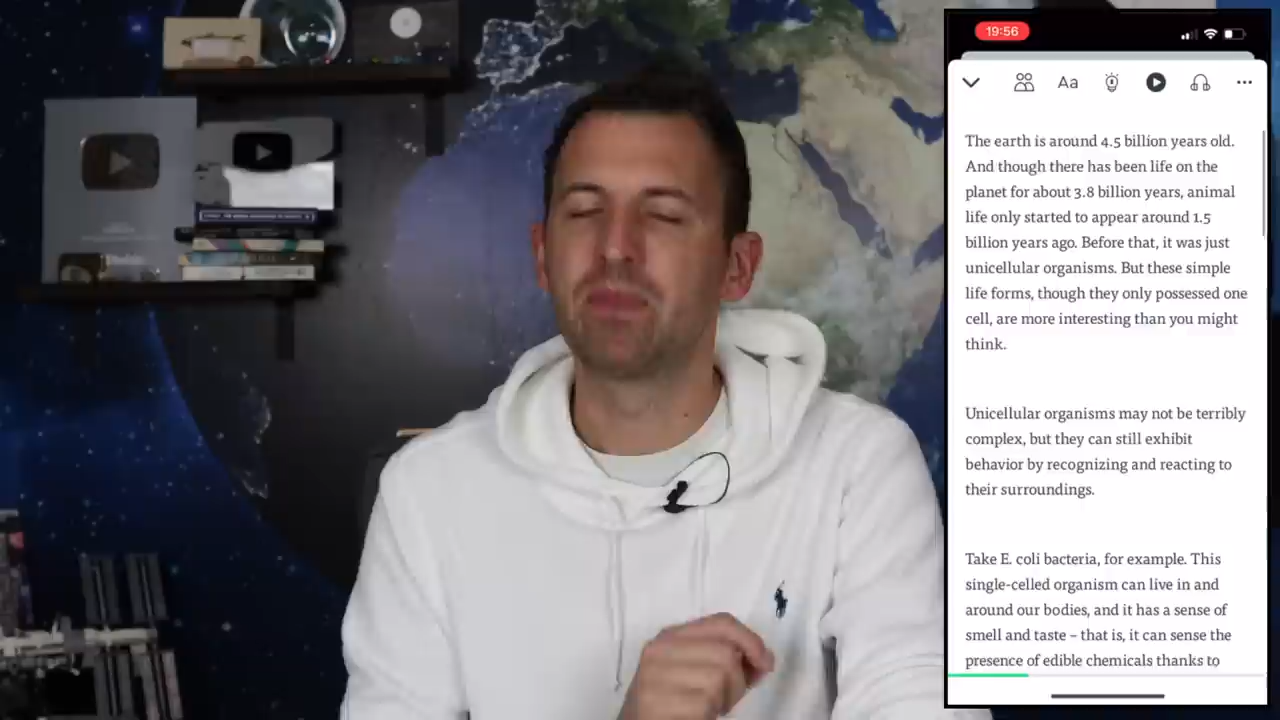 19:56
Aa
The earth is around 4.5 billion years old.
And though there has been life on the
planet for about 3.8 billion years, animal
life only started to appear around 1.5
billion years ago. Before that, it was just
unicellular organisms. But these simple
life forms, though they only possessed one
cell, are more interesting than you might
think.
Unicellular organisms may not be terribly
complex, but they can still exhibit
behavior by recognizing and reacting to
their surroundings.
Take E. coli bacteria, for example. This
single-celled organism can live in and
around our bodies, and it has a sense of
smell and taste – that is, it can sense the
presence of edible chemicals thanks to